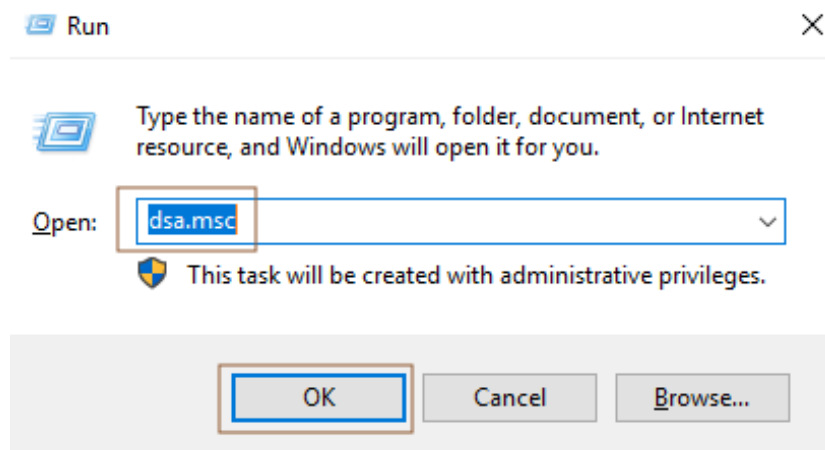 Run
Type the name of a program, folder, document, or Internet
resource, and Windows will open it for you.
Open: dsa.msc
This task will be created with administrative privileges.
OK Cancel Browse...